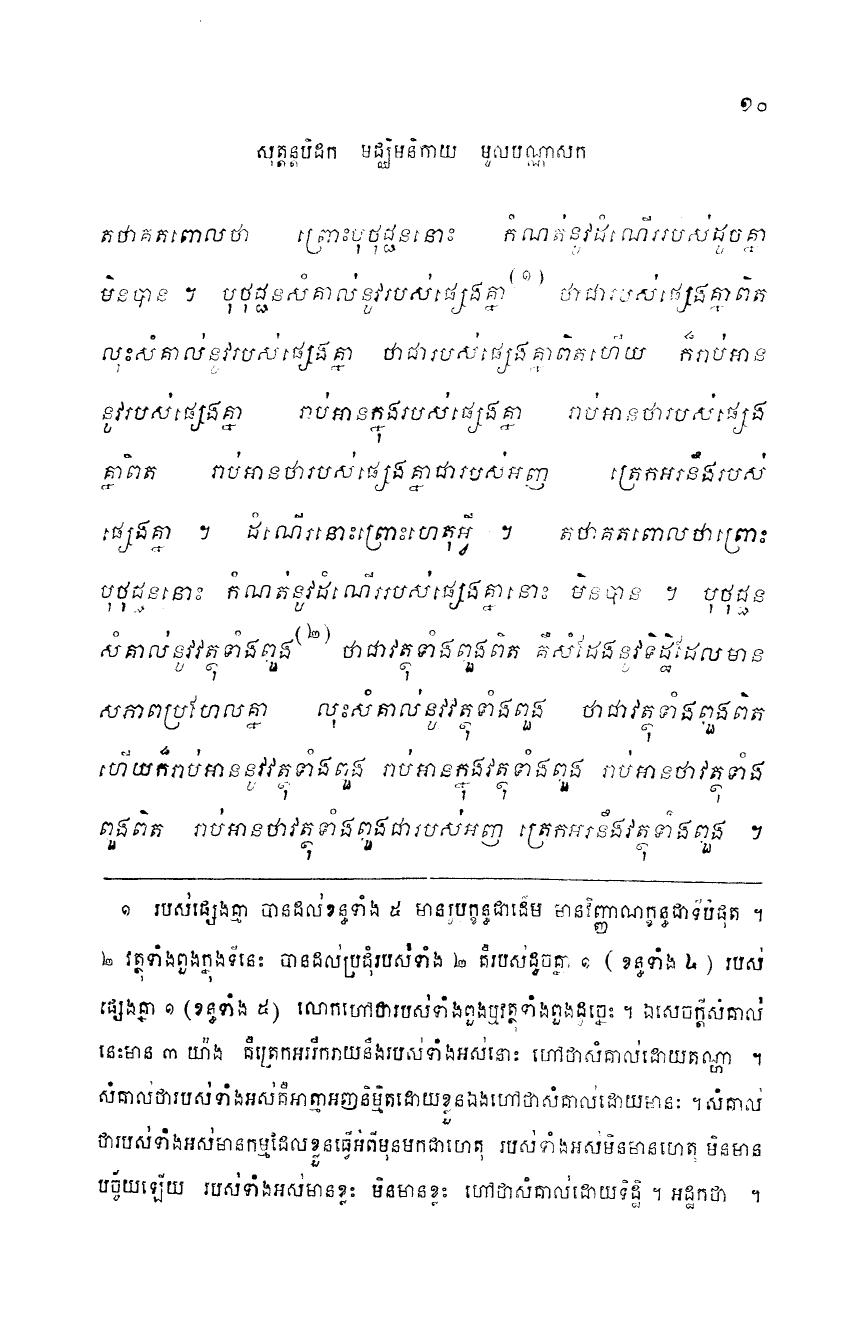 ១០
សុត្តន្តបិដក មជ្ឈិមនិកាយ មូលបណ្ណាសក
តថាគតពោលថា ព្រោះបុថុជ្ជននោះ កំណត់នូវដំណើររបស់ដូចគ្នា
មិនបាន ។ បុថុជ្ជនសំគាល់នូវរបស់ផ្សេងគ្នា(១) ថាជារបស់ផ្សេងគ្នាពិត
លុះសំគាល់នូវរបស់ផ្សេងគ្នា ថាជារបស់ផ្សេងគ្នាពិតហើយ ក៏រាប់អាន
នូវរបស់ផ្សេងគ្នា រាប់អានក្នុងរបស់ផ្សេងគ្នា រាប់អានថារបស់ផ្សេង
គ្នាពិត រាប់អានថារបស់ផ្សេងគ្នាជារបស់អញ ត្រេកអរនឹងរបស់
ផ្សេងគ្នា ។ ដំណើរនោះព្រោះហេតុអ្វី ។ តថាគតពោលថាព្រោះ
បុថុជ្ជននោះ កំណត់នូវដំណើររបស់ផ្សេងគ្នានោះ មិនបាន ។ បុថុជ្ជន
សំគាល់នូវវត្ថុទាំងពួង(២) ថាជាវត្ថុទាំងពួងពិត គឺសំដែងនូវទិដ្ឋិដែលមាន
សភាពប្រហែលគ្នា លុះសំគាល់នូវវត្ថុទាំងពួង ថាជាវត្ថុទាំងពួងពិត
ហើយក៏រាប់អាននូវវត្ថុទាំងពួង រាប់អានក្នុងវត្ថុទាំងពួង រាប់អានថាវត្ថុទាំង
ពួងពិត រាប់អានថាវត្ថុទាំងពួងជារបស់អញ ត្រេកអរនឹងវត្ថុទាំងពួង ។
១ របស់ផ្សេងគ្នា បានដល់ខន្ធទាំង ៥ មានរូបក្ខន្ធជាដើម មានវិញ្ញាណក្ខន្ធជាទីបំផុត ។
២ វត្ថុទាំងពួងក្នុងទីនេះ បានដល់ប្រជុំរបស់ទាំង ២ គឺរបស់ដូចគ្នា ១ (ខន្ធទាំង ៤) របស់
ផ្សេងគ្នា ១ (ខន្ធទាំង ៥) លោកហៅថារបស់ទាំងពួងឬវត្ថុទាំងពួងដូច្នេះ ។ ឯសេចក្តីសំគាល់
នេះមាន ៣ យ៉ាង គឺត្រេកអររីករាយនឹងរបស់ទាំងអស់នោះ ហៅថាសំគាល់ដោយតណ្ហា ។
សំគាល់ថារបស់ទាំងអស់គឺអាត្មាអញនិម្មិតដោយខ្លួនឯងហៅថាសំគាល់ដោយមានះ ។ សំគាល់
ថារបស់ទាំងអស់មានកម្មដែលខ្លួនធ្វើអំពីមុនមកជាហេតុ របស់ទាំងអស់មិនមានហេតុ មិនមាន
បច្ច័យឡើយ របស់ទាំងអស់មានខ្លះ មិនមានខ្លះ ហៅថាសំគាល់ដោយទិដ្ឋិ ។ អដ្ឋកថា ។